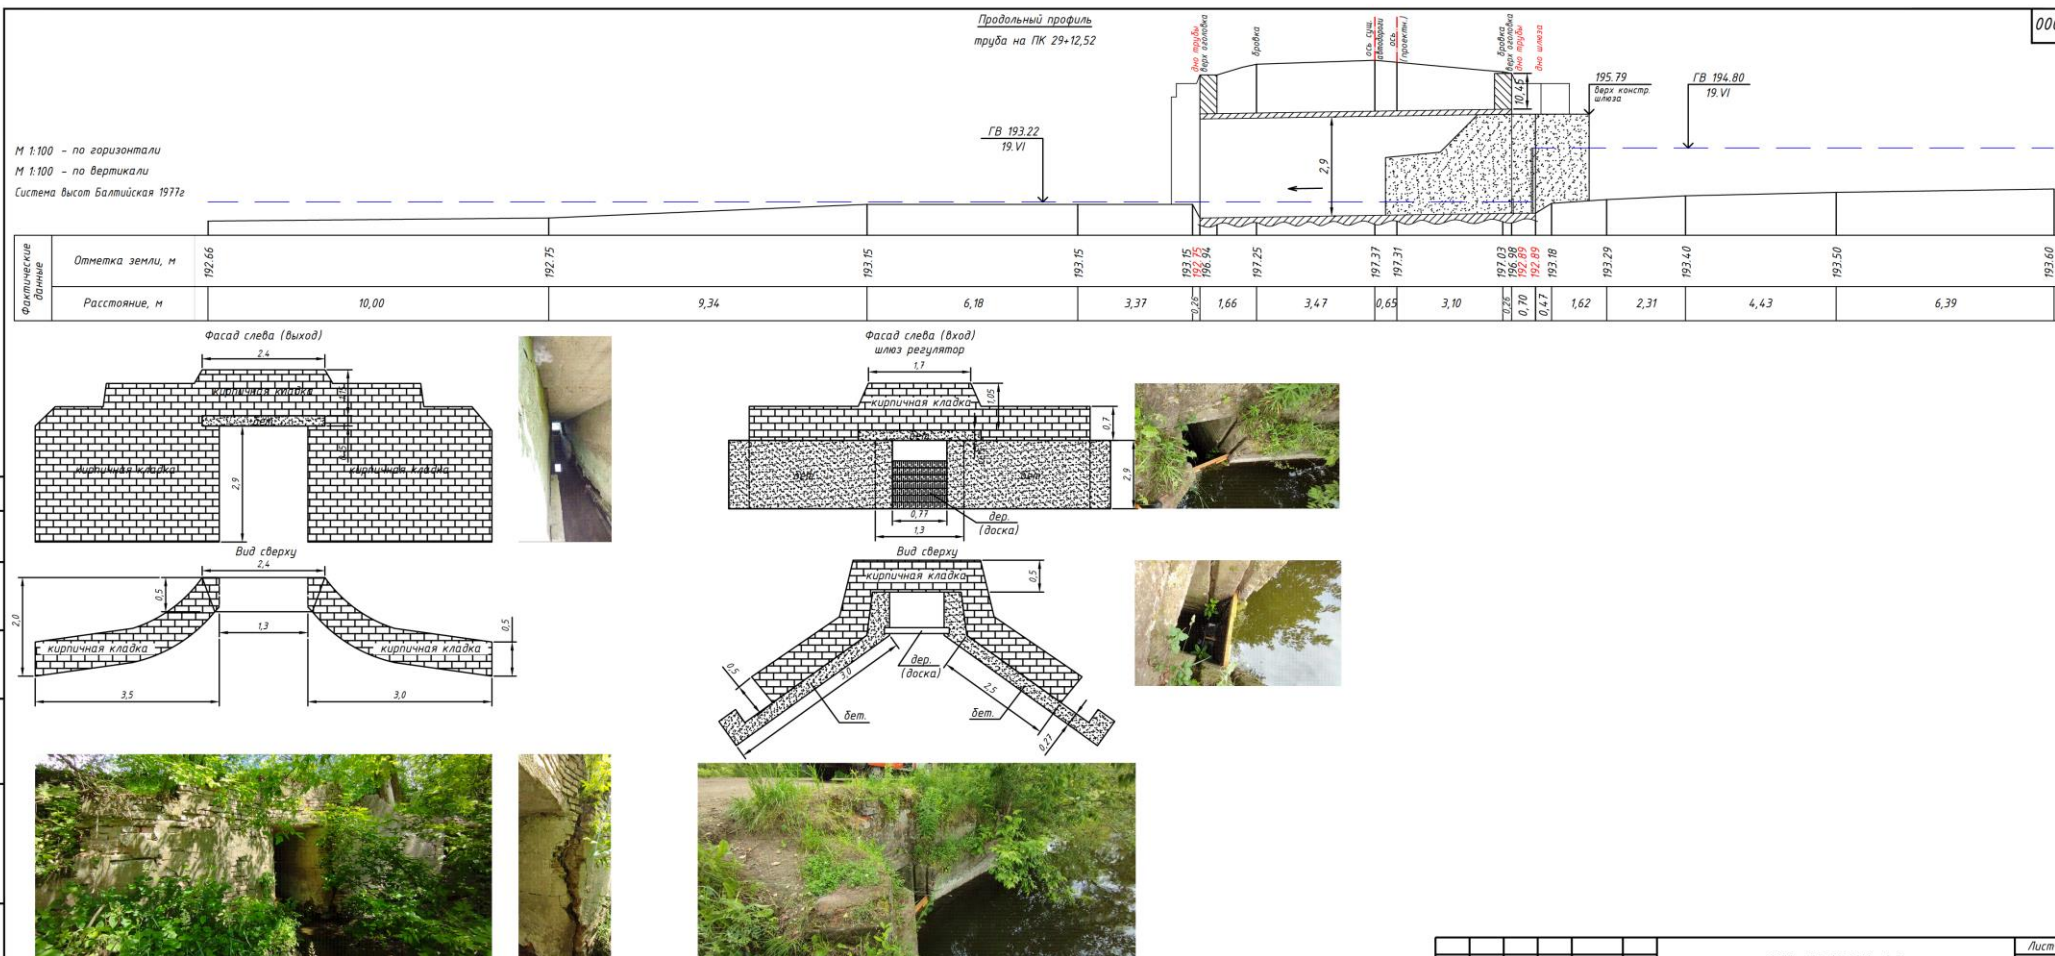 Продольный профиль
труба на ПК 29+12,52
дно трубы
верх оголовка
бровка
ось сущ.
автодороги
ось
(проектн.)
бровка
верх оголовка
дно трубы
дно шлюза
М 1:100 - по горизонтали
М 1:100 - по вертикали
Система высот Балтийская 1977г
ГВ 193.22
19.VI
2,9
10,45
195.79
верх констр.
шлюза
ГВ 194.80
19.VI
Фактические
данные
Отметка земли, м
192.66 192.75 193.15 193.15 193.15 192.75 196.94 197.25 197.37 197.31 197.03 196.98 192.89 192.89 193.18 193.29 193.40 193.50 193.60
Расстояние, м
10,00 9,34 6,18 3,37 0,26 1,66 3,47 0,65 3,10 0,26 0,70 0,47 1,62 2,31 4,43 6,39
Фасад слева (выход)
2.4
кирпичная кладка
бет.
0,5
кирпичная кладка
кирпичная кладка
2,9
Вид сверху
2,4
2,0
0,5
1,3
0,5
кирпичная кладка
кирпичная кладка
3,5
3,0
Фасад слева (вход)
шлюз регулятор
1,7
кирпичная кладка
1,05
0,7
бет.
бет.
бет.
2,9
0,77
1,3
дер.
(доска)
Вид сверху
кирпичная кладка
0,5
0,5
3,0
дер.
(доска)
2,5
бет.
бет.
0,27
Лист